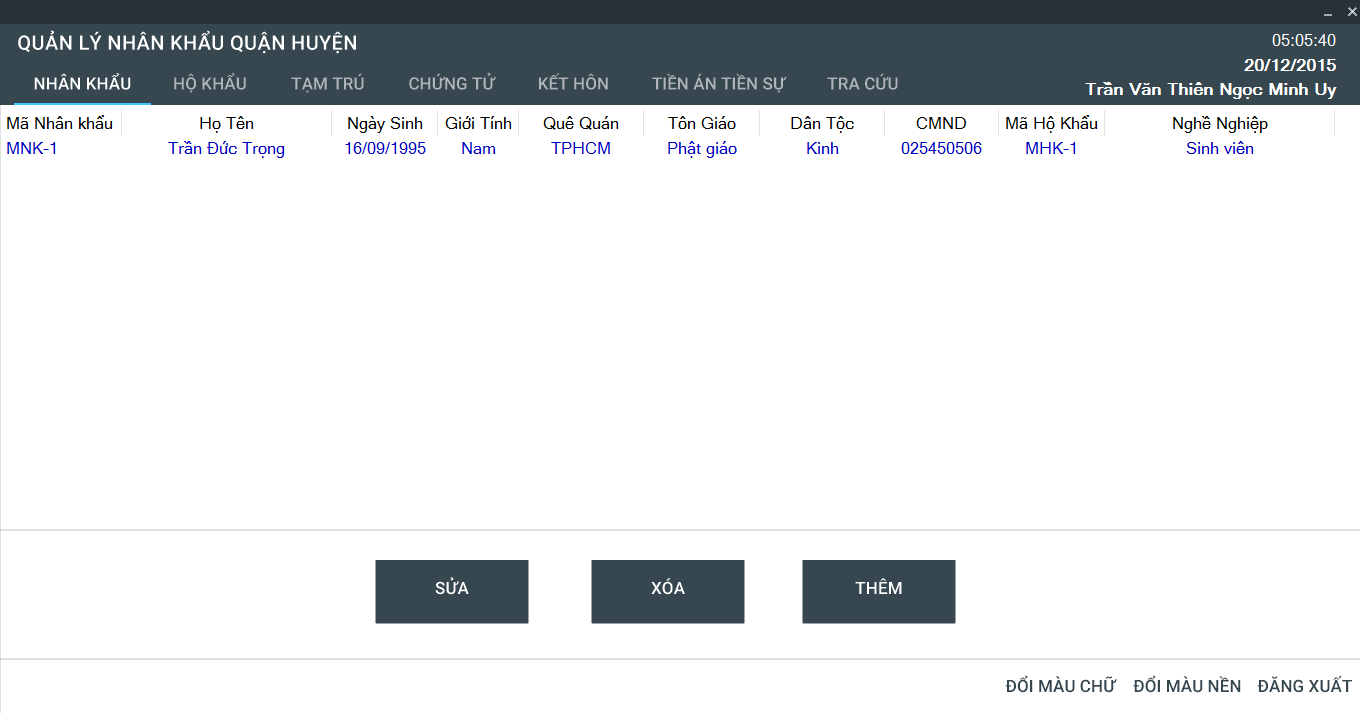 QUẢN LÝ NHÂN KHẨU QUẬN HUYỆN
05:05:40
20/12/2015
Trần Văn Thiên Ngọc Minh Uy
NHÂN KHẨU HỘ KHẨU TẠM TRÚ CHỨNG TỬ KẾT HÔN TIỀN ÁN TIỀN SỰ TRA CỨU
Mã Nhân khẩu Họ Tên Ngày Sinh Giới Tính Quê Quán Tôn Giáo Dân Tộc CMND Mã Hộ Khẩu Nghề Nghiệp
MNK-1 Trần Đức Trọng 16/09/1995 Nam TPHCM Phật giáo Kinh 025450506 MHK-1 Sinh viên
SỬA XÓA THÊM
ĐỔI MÀU CHỮ ĐỔI MÀU NỀN ĐĂNG XUẤT